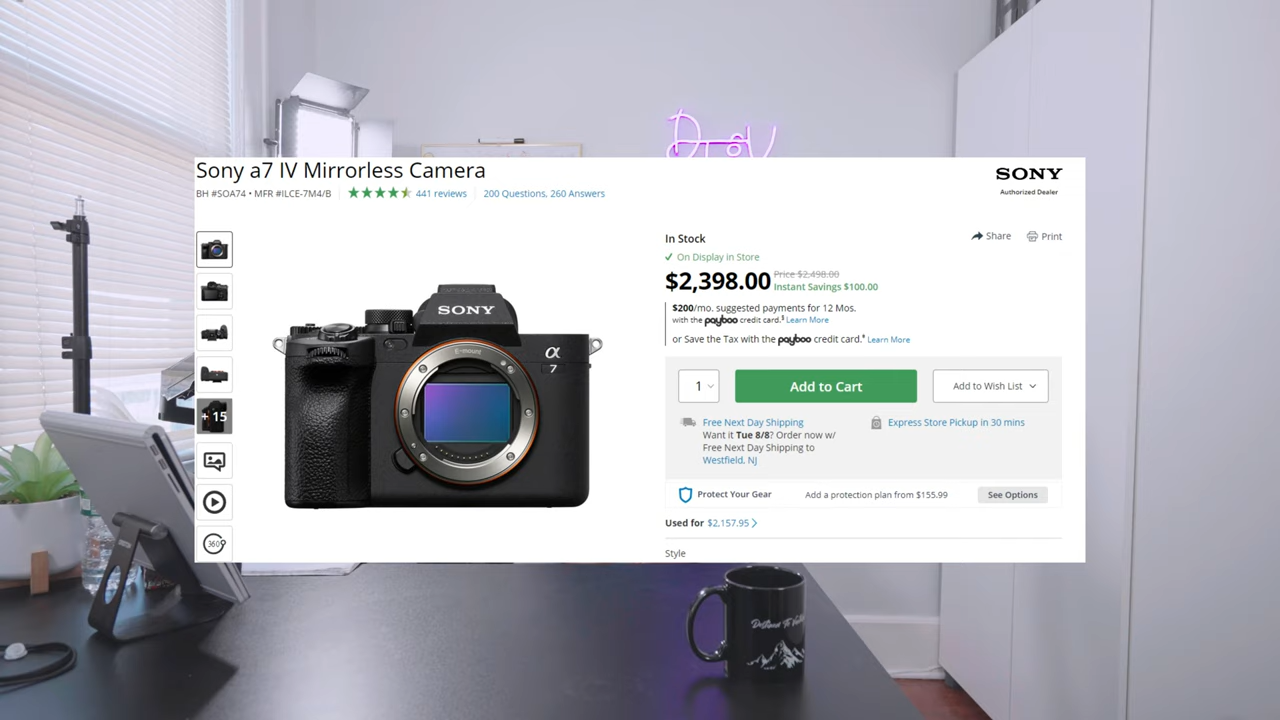 Sony a7 IV Mirrorless Camera
BH #SOA74 • MFR #ILCE-7M4/B
441 reviews
200 Questions, 260 Answers
SONY
Authorized Dealer
+ 15
360°
SONY
E-mount
α
7
In Stock
Share
Print
On Display in Store
$2,398.00
Price $2,498.00
Instant Savings $100.00
$200/mo. suggested payments for 12 Mos.
with the payboo credit card.§ Learn More
or Save the Tax with the payboo credit card.* Learn More
1
Add to Cart
Add to Wish List
Free Next Day Shipping
Want it Tue 8/8? Order now w/
Free Next Day Shipping to
Westfield, NJ
Express Store Pickup in 30 mins
Protect Your Gear
Add a protection plan from $155.99
See Options
Used for $2,157.95
Style